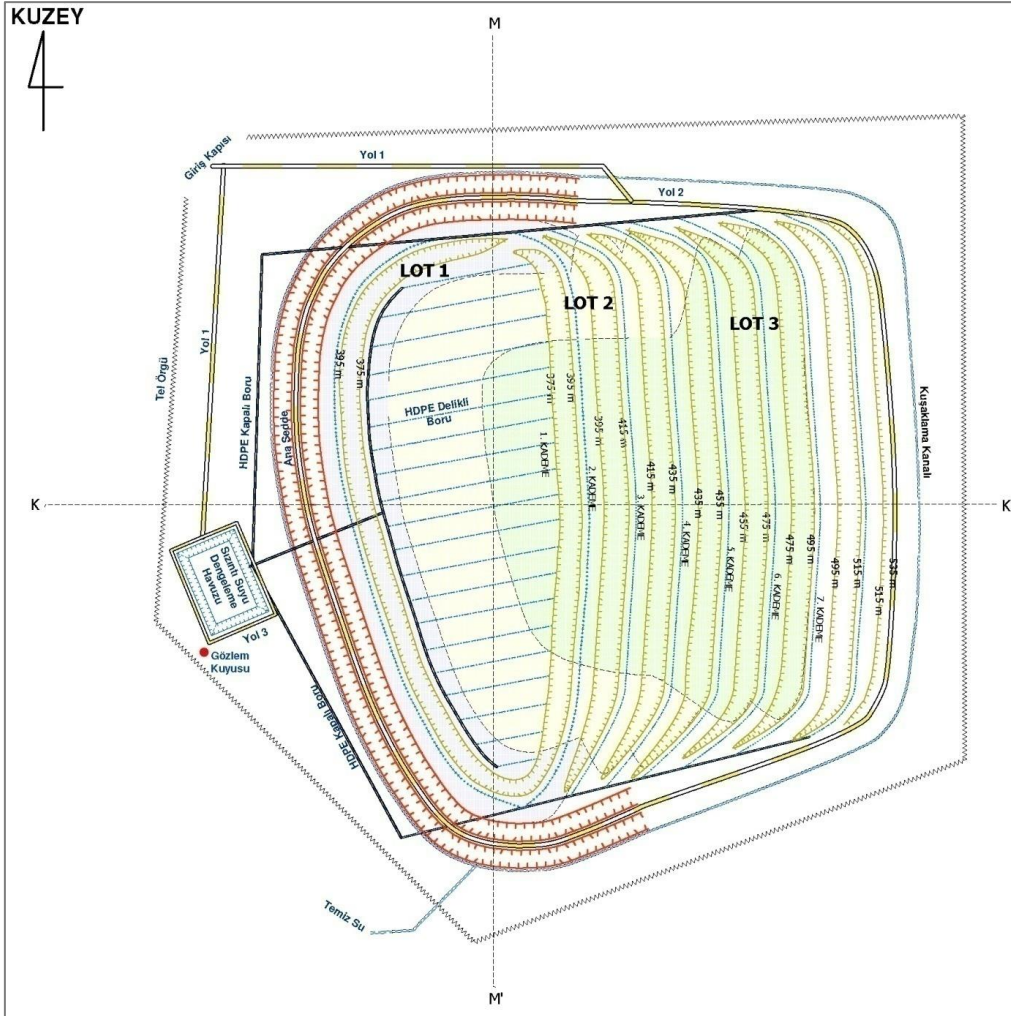 KUZEY
M
Giriş Kapısı
Yol 1
Yol 2
LOT 1
LOT 2
LOT 3
Yol 1
Tel Örgü
HDPE Kapalı Boru
Ana Sedde
395 m
375 m
HDPE Delikli
Boru
375 m
395 m
395 m
415 m
415 m
435 m
435 m
455 m
455 m
475 m
475 m
495 m
495 m
515 m
515 m
535 m
1. KADEME
2. KADEME
3. KADEME
4. KADEME
5. KADEME
6. KADEME
7. KADEME
Kuşaklama Kanalı
K
K
Sızıntı Suyu
Dengeleme
Havuzu
Yol 3
Gözlem
Kuyusu
HDPE Kapalı Boru
Temiz Su
M'